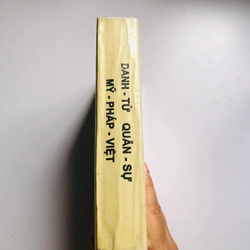 DANH - TỪ QUÂN - SỰ
MỸ - PHÁP - VIỆT